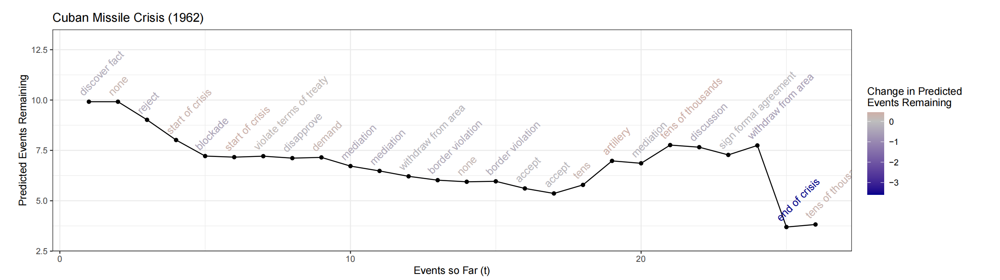 Cuban Missile Crisis (1962)
Predicted Events Remaining
12.5
10.0
7.5
5.0
2.5
discover fact
none
reject
start of crisis
blockade
start of crisis
violate terms of treaty
disapprove
demand
mediation
mediation
withdraw from area
border violation
none
border violation
accept
accept
tens
artillery
mediation
tens of thousands
discussion
sign formal agreement
withdraw from area
end of crisis
tens of thous
0
10
20
Events so Far (t)
Change in Predicted
Events Remaining
0
−1
−2
−3